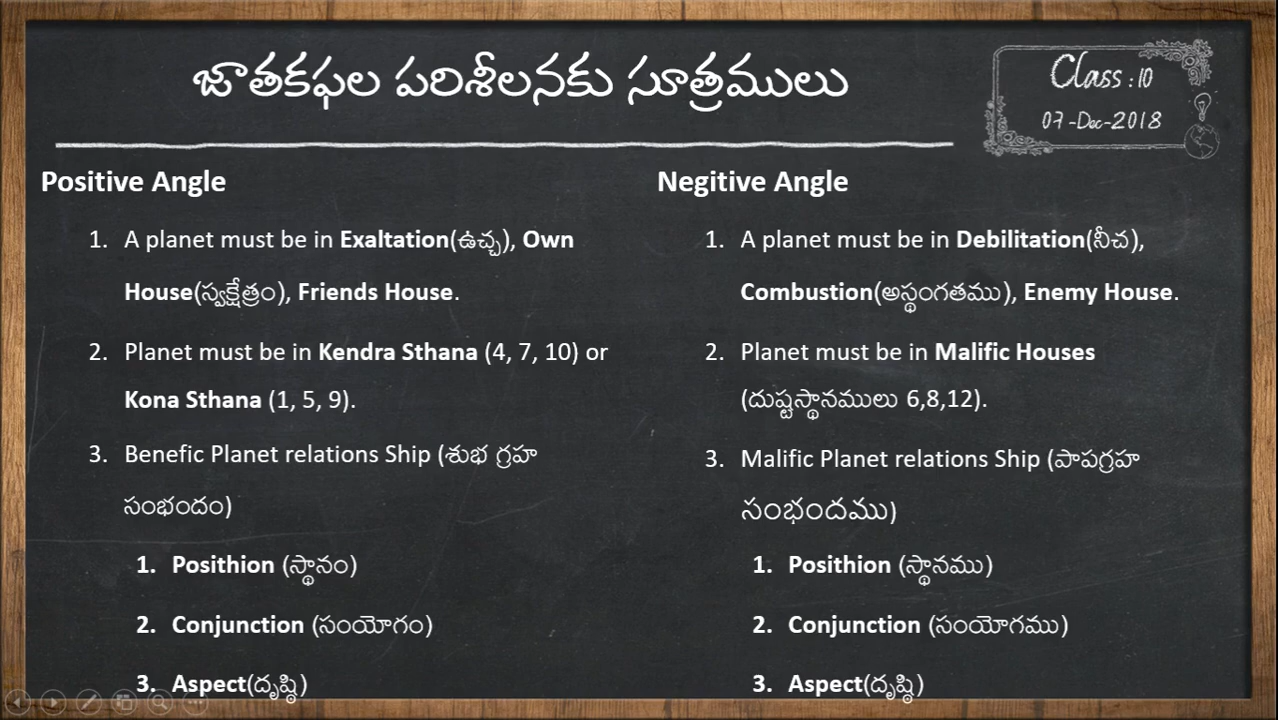 జాతకఫల పరిశీలనకు సూత్రములు
Class : 10
07-Dec-2018
Positive Angle
1. A planet must be in Exaltation(ఉచ్చ), Own
House(స్వక్షేత్రం), Friends House.
2. Planet must be in Kendra Sthana (4, 7, 10) or
Kona Sthana (1, 5, 9).
3. Benefic Planet relations Ship (శుభ గ్రహ
సంభందం)
1. Posithion (స్థానం)
2. Conjunction (సంయోగం)
3. Aspect(దృష్ఠి)
Negitive Angle
1. A planet must be in Debilitation(నీచ),
Combustion(అస్థంగతము), Enemy House.
2. Planet must be in Malific Houses
(దుష్టస్థానములు 6,8,12).
3. Malific Planet relations Ship (పాపగ్రహ
సంభందము)
1. Posithion (స్థానము)
2. Conjunction (సంయోగము)
3. Aspect(దృష్ఠి)